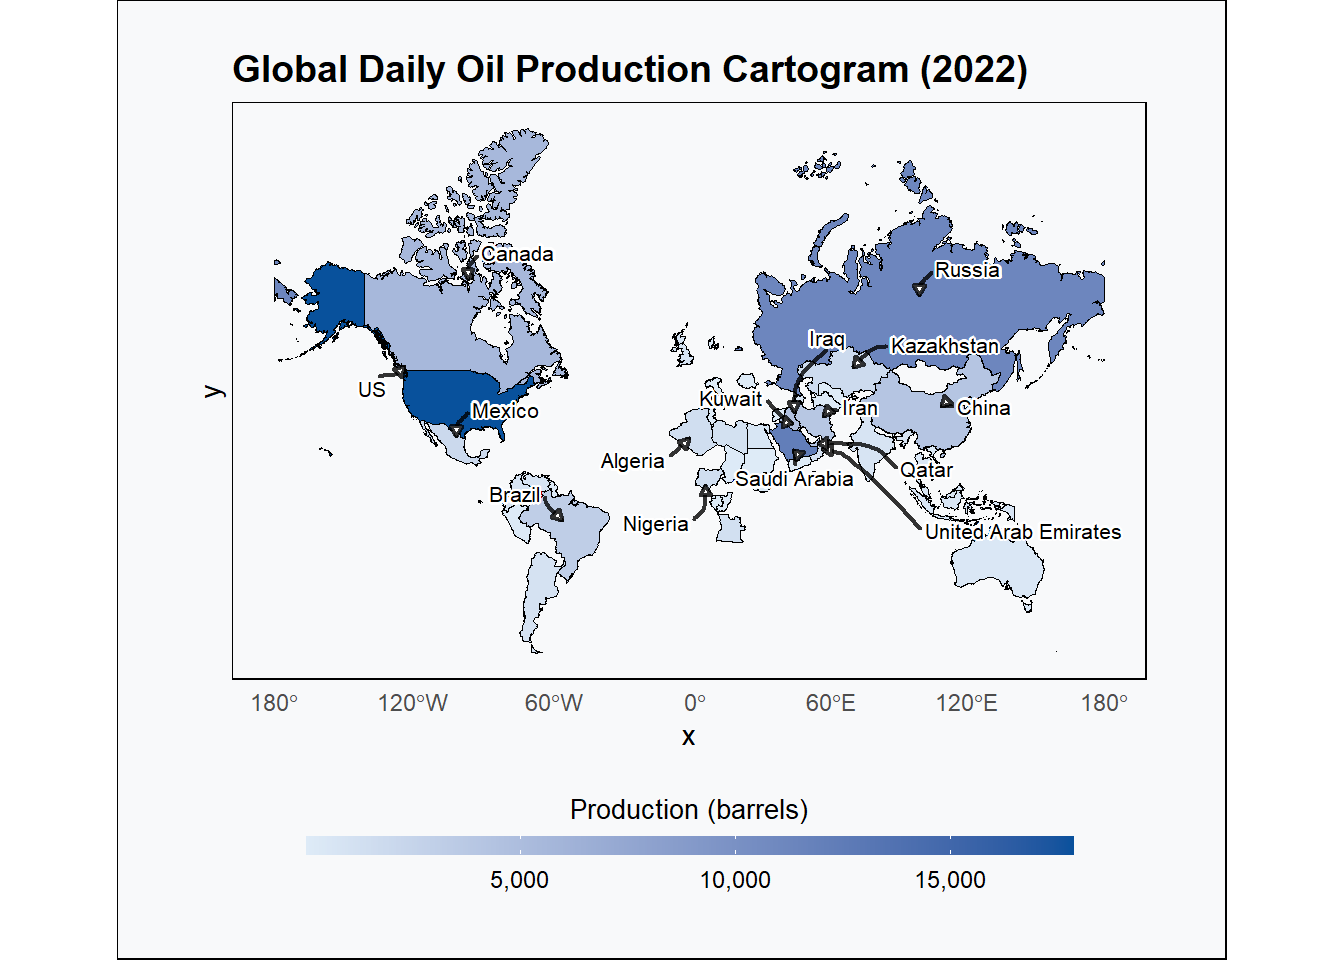 Global Daily Oil Production Cartogram (2022)
Canada
Russia
Iraq
Kazakhstan
US
Mexico
Kuwait
Iran
China
Algeria
Saudi Arabia
Qatar
Brazil
Nigeria
United Arab Emirates
y
180° 120°W 60°W 0° 60°E 120°E 180°
x
Production (barrels)
5,000 10,000 15,000